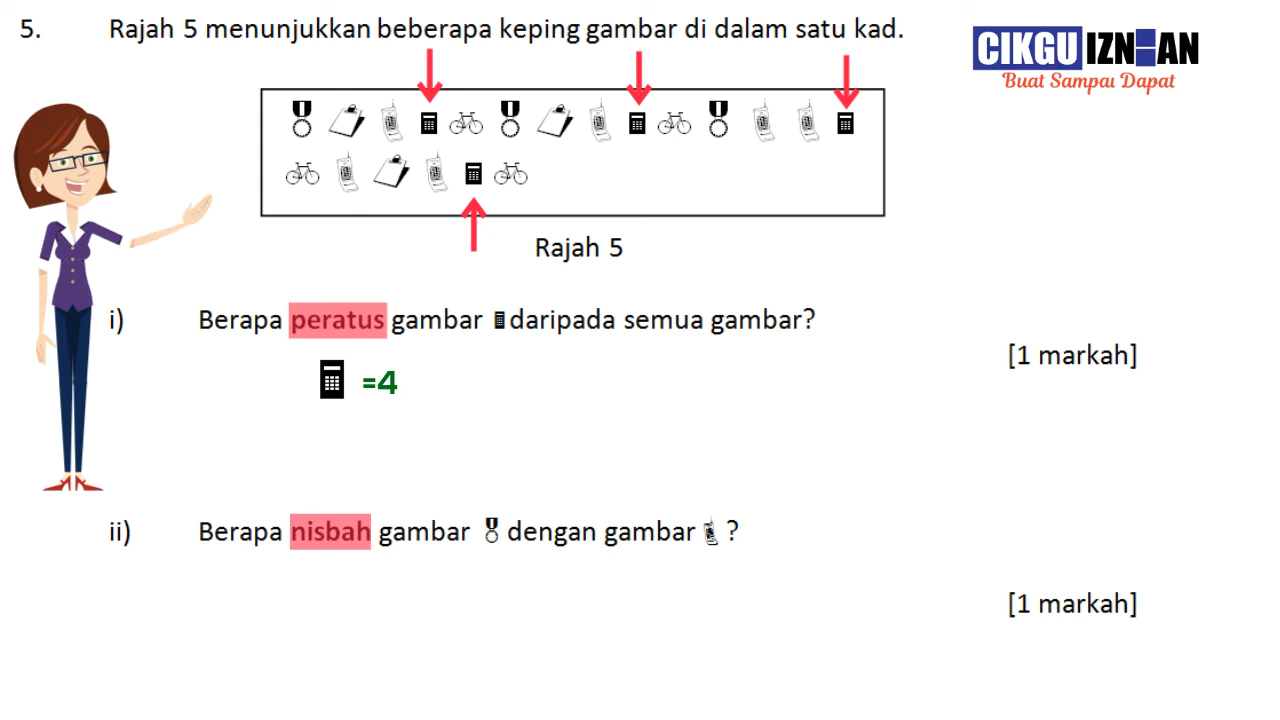 5. Rajah 5 menunjukkan beberapa keping gambar di dalam satu kad.
CIKGU IZNAN
Buat Sampai Dapat
Rajah 5
i) Berapa peratus gambar daripada semua gambar?
[1 markah]
=4
ii) Berapa nisbah gambar dengan gambar ?
[1 markah]